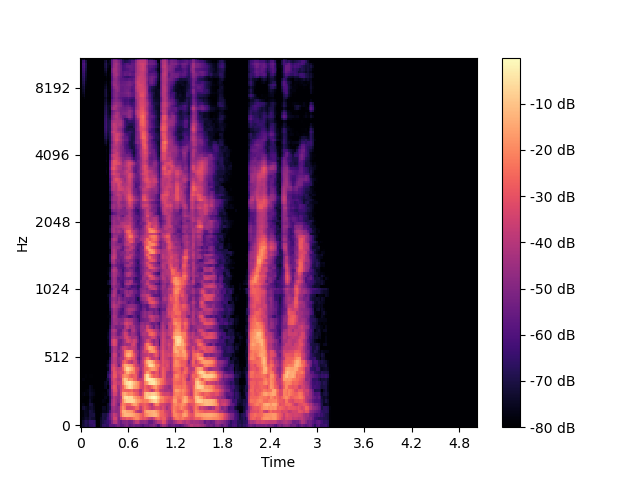 8192
4096
2048
1024
512
0
Hz
0 0.6 1.2 1.8 2.4 3 3.6 4.2 4.8
Time
-10 dB
-20 dB
-30 dB
-40 dB
-50 dB
-60 dB
-70 dB
-80 dB